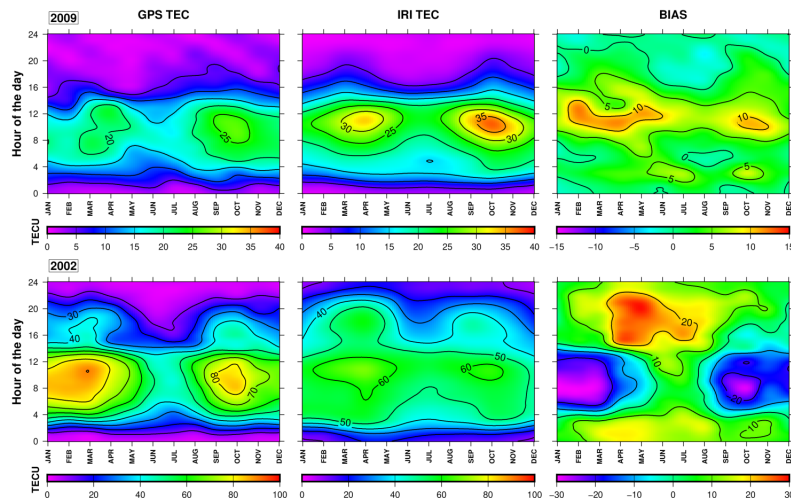 2009
GPS TEC
IRI TEC
BIAS
Hour of the day
24
20
16
12
8
4
0
20
25
30
25
35
30
0
5
10
10
0
5
5
JAN FEB MAR APR MAY JUN JUL AUG SEP OCT NOV DEC
JAN FEB MAR APR MAY JUN JUL AUG SEP OCT NOV DEC
JAN FEB MAR APR MAY JUN JUL AUG SEP OCT NOV DEC
TECU
0 5 10 15 20 25 30 35 40
0 5 10 15 20 25 30 35 40
−15 −10 −5 0 5 10 15
2002
Hour of the day
24
20
16
12
8
4
0
30
40
80
70
40
50
60
60
50
20
10
20
10
JAN FEB MAR APR MAY JUN JUL AUG SEP OCT NOV DEC
JAN FEB MAR APR MAY JUN JUL AUG SEP OCT NOV DEC
JAN FEB MAR APR MAY JUN JUL AUG SEP OCT NOV DEC
TECU
0 20 40 60 80 100
0 20 40 60 80 100
−30 −20 −10 0 10 20 30